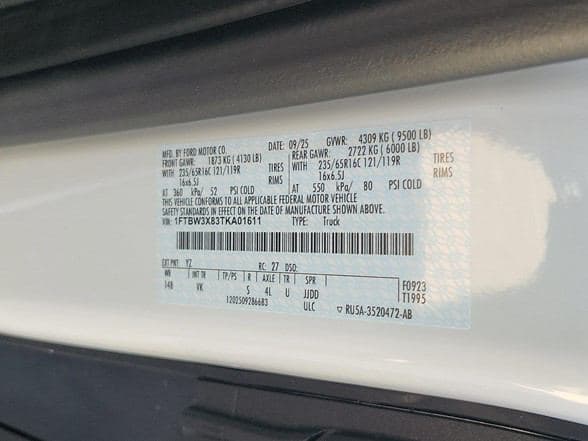 MFD. BY FORD MOTOR CO.
DATE: 09/25 GVWR: 4309 KG (9500 LB)
FRONT GAWR: 1873 KG (4130 LB) REAR GAWR: 2722 KG (6000 LB)
WITH 235/65R16C 121/119R TIRES WITH 235/65R16C 121/119R TIRES
16x6.5J RIMS 16x6.5J RIMS
AT 360 kPa/ 52 PSI COLD AT 550 kPa/ 80 PSI COLD
THIS VEHICLE CONFORMS TO ALL APPLICABLE FEDERAL MOTOR VEHICLE
SAFETY STANDARDS IN EFFECT ON THE DATE OF MANUFACTURE SHOWN ABOVE.
VIN: 1FTBW3X83TKA01611 TYPE: Truck
EXT PNT: YZ RC: 27 DSO:
WB INT TR TP/PS R AXLE TR SPR
148 VK S 4L U JJDD F0923
T1995
1202509286683 ULC ▽ RU5A-3520472-AB